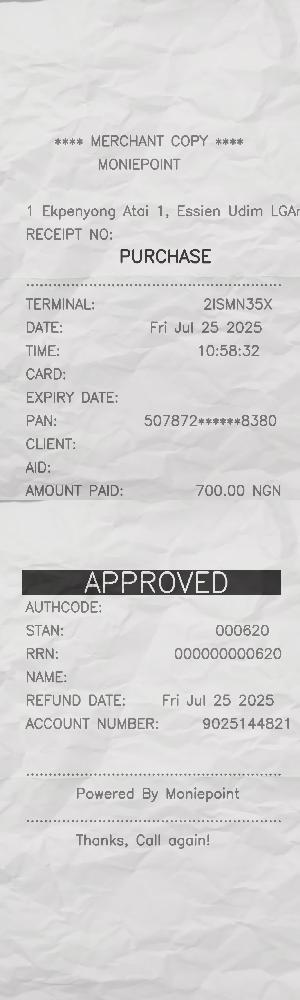 **** MERCHANT COPY ****
MONIEPOINT
1 Ekpenyong Atai 1, Essien Udim LGA
RECEIPT NO:
PURCHASE
TERMINAL: 2ISMN35X
DATE: Fri Jul 25 2025
TIME: 10:58:32
CARD:
EXPIRY DATE:
PAN: 507872******8380
CLIENT:
AID:
AMOUNT PAID: 700.00 NGN
APPROVED
AUTHCODE:
STAN: 000620
RRN: 000000000620
NAME:
REFUND DATE: Fri Jul 25 2025
ACCOUNT NUMBER: 9025144821
Powered By Moniepoint
Thanks, Call again!